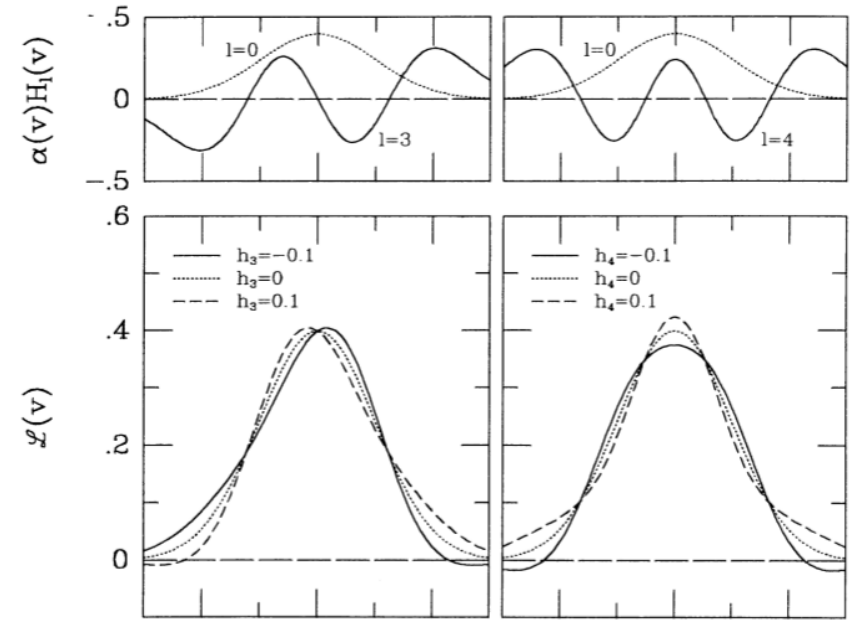 .5
0
-.5
α(v)H₁(v)
l=0
l=3
l=0
l=4
.6
.4
.2
0
ℒ(v)
h₃=-0.1
h₃=0
h₃=0.1
h₄=-0.1
h₄=0
h₄=0.1